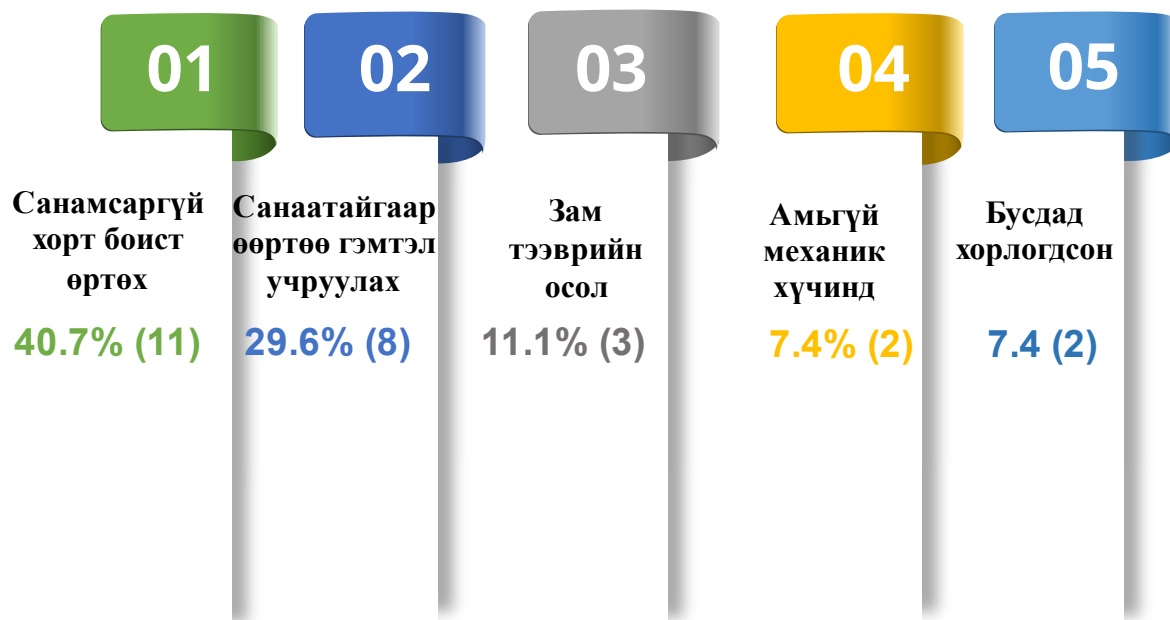 01
Санамсаргүй
хорт боист
өртөх
40.7% (11)
02
Санаатайгаар
өөртөө гэмтэл
учруулах
29.6% (8)
03
Зам
тээврийн
осол
11.1% (3)
04
Амьгүй
механик
хүчинд
7.4% (2)
05
Бусдад
хорлогдсон
7.4 (2)